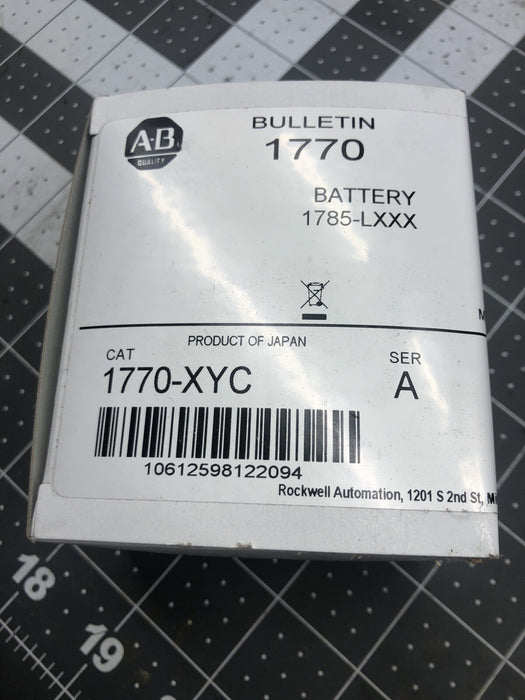 A-B
QUALITY
BULLETIN
1770
BATTERY
1785-LXXX
PRODUCT OF JAPAN
CAT
1770-XYC
SER
A
10612598122094
Rockwell Automation, 1201 S 2nd St,
18
19